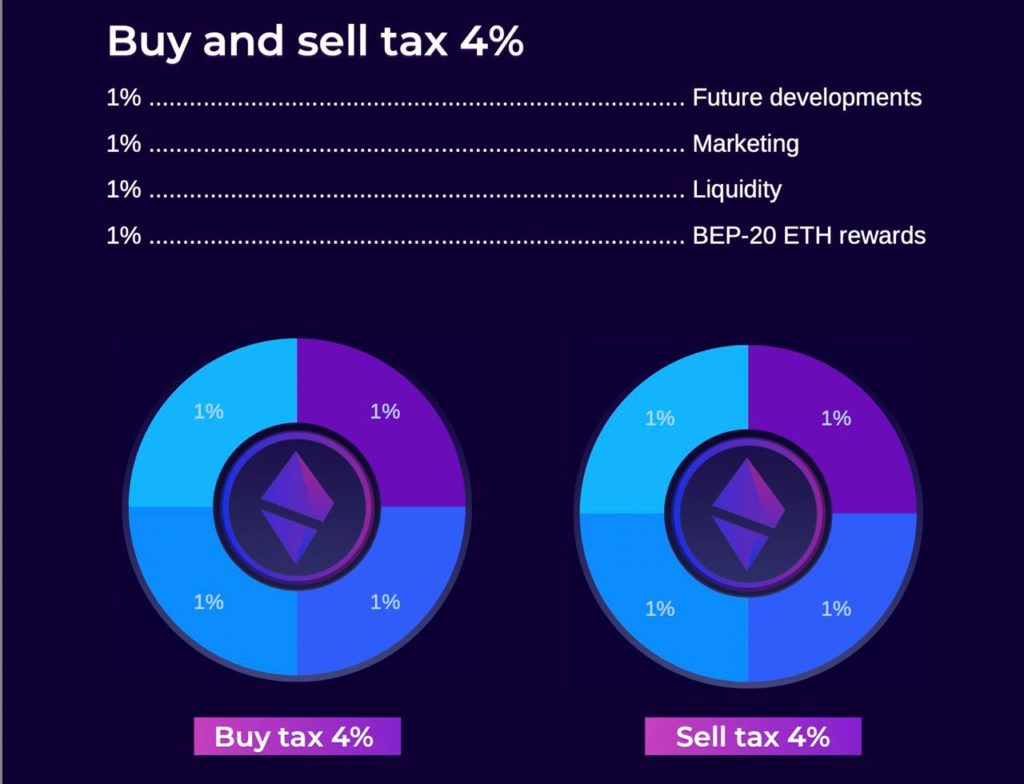 Buy and sell tax 4%
1% ........................................................................................ Future developments
1% ........................................................................................ Marketing
1% ........................................................................................ Liquidity
1% ........................................................................................ BEP-20 ETH rewards
1% 1% 1% 1%
1% 1% 1% 1%
Buy tax 4% Sell tax 4%